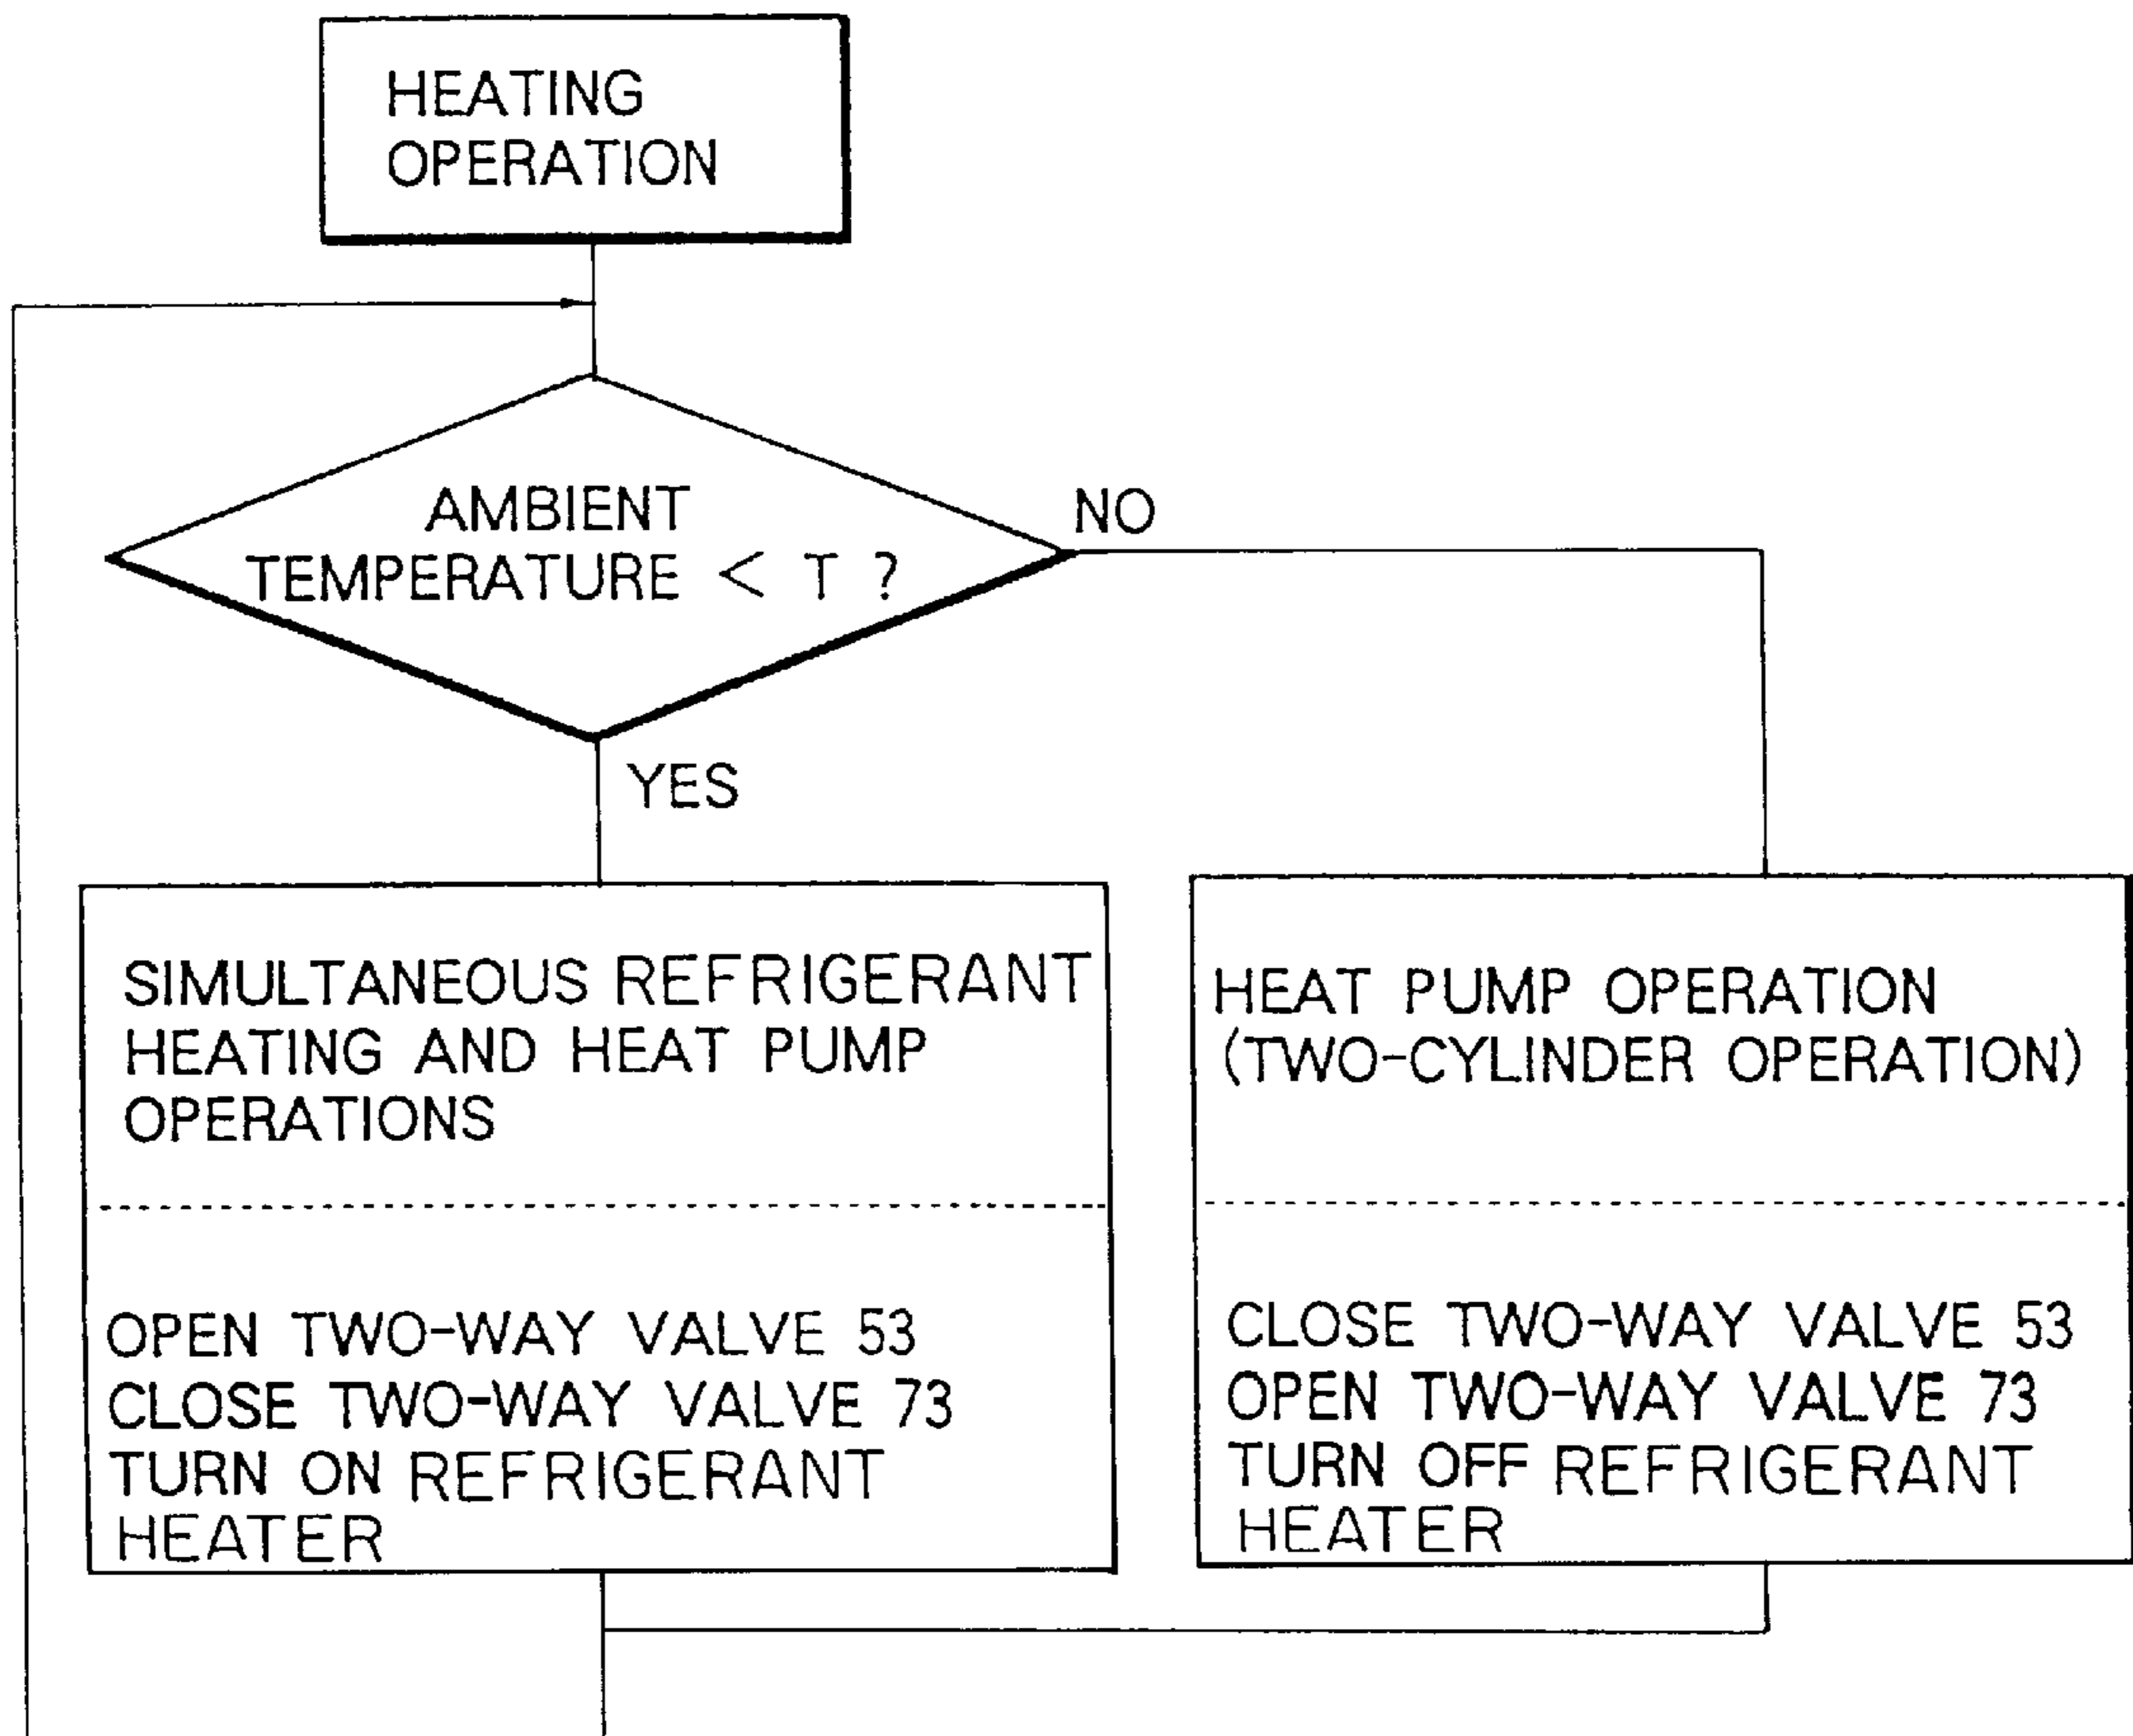 HEATING
OPERATION
AMBIENT
TEMPERATURE < T ?
NO
YES
SIMULTANEOUS REFRIGERANT
HEATING AND HEAT PUMP
OPERATIONS
OPEN TWO-WAY VALVE 53
CLOSE TWO-WAY VALVE 73
TURN ON REFRIGERANT
HEATER
HEAT PUMP OPERATION
(TWO-CYLINDER OPERATION)
CLOSE TWO-WAY VALVE 53
OPEN TWO-WAY VALVE 73
TURN OFF REFRIGERANT
HEATER